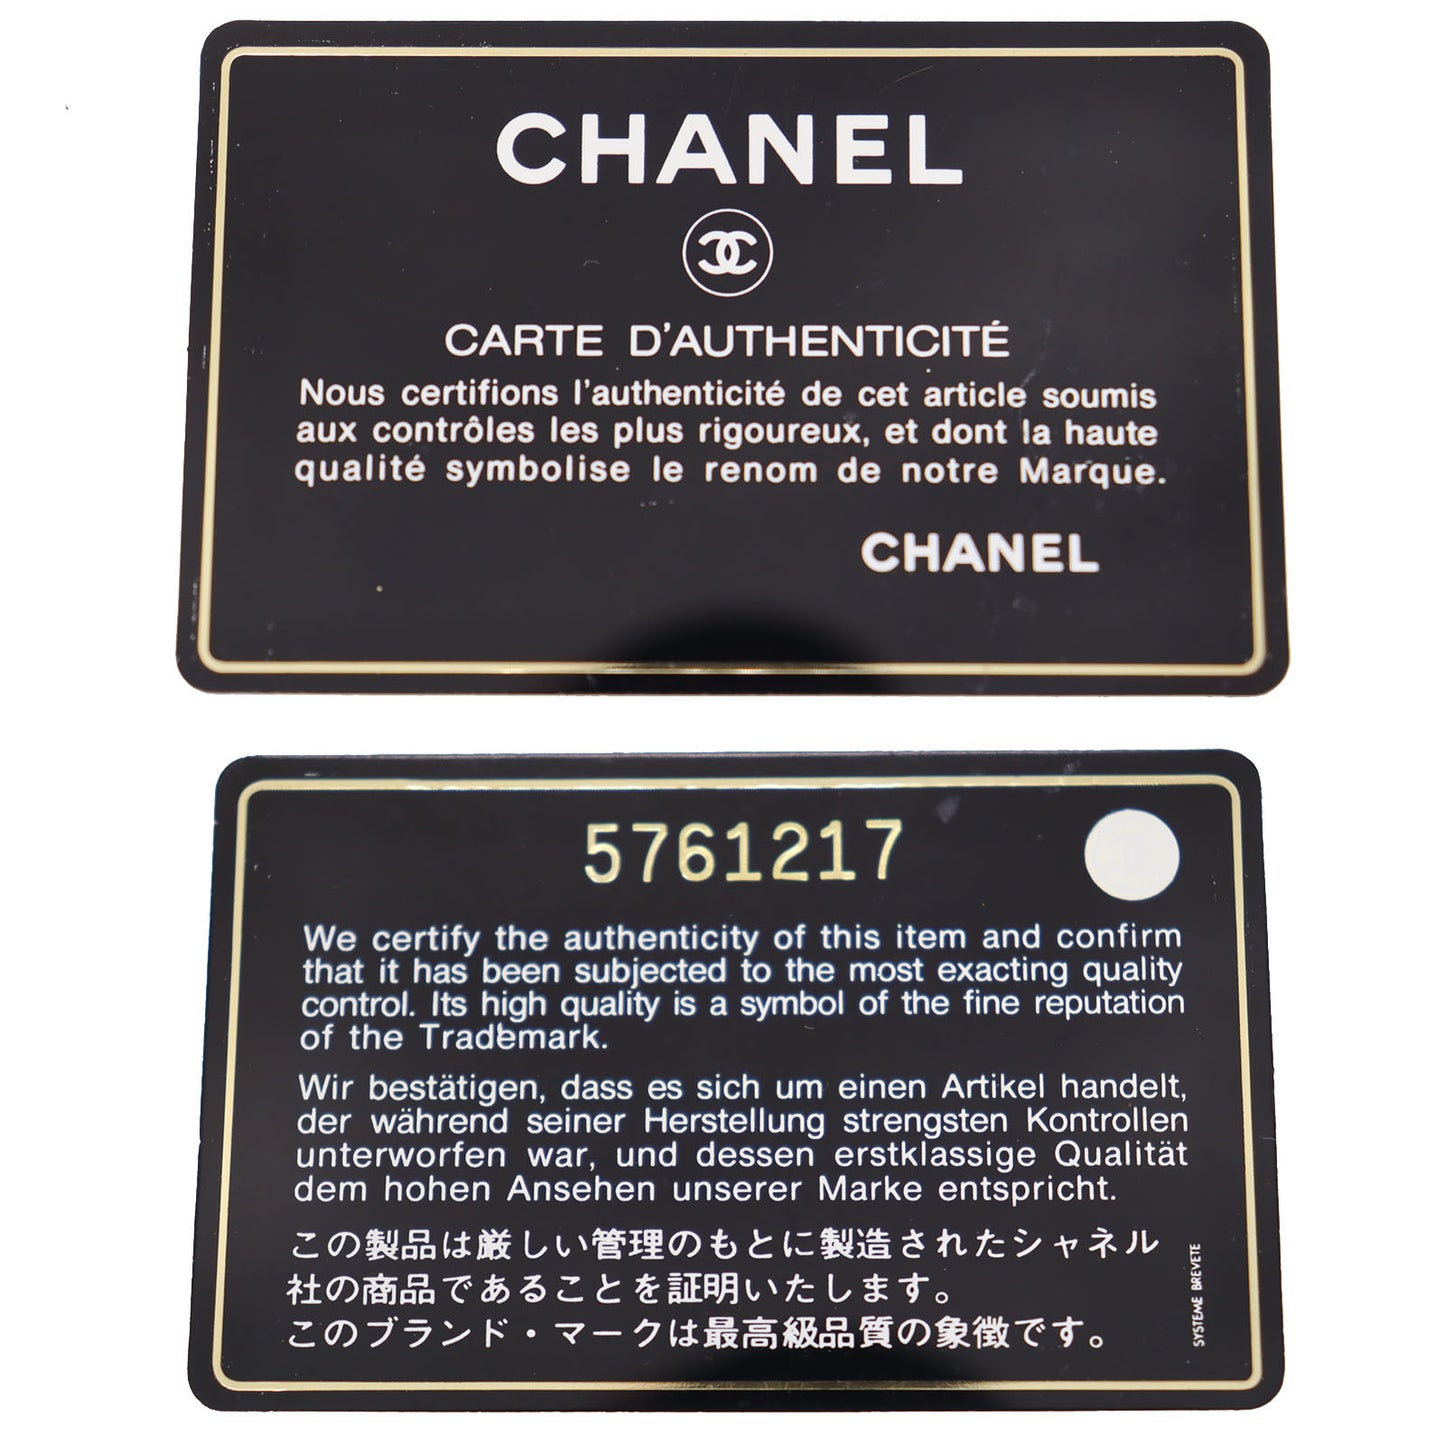 CHANEL
CARTE D'AUTHENTICITÉ
Nous certifions l'authenticité de cet article soumis
aux contrôles les plus rigoureux, et dont la haute
qualité symbolise le renom de notre Marque.
CHANEL
5761217
We certify the authenticity of this item and confirm
that it has been subjected to the most exacting quality
control. Its high quality is a symbol of the fine reputation
of the Trademark.
Wir bestätigen, dass es sich um einen Artikel handelt,
der während seiner Herstellung strengsten Kontrollen
unterworfen war, und dessen erstklassige Qualität
dem hohen Ansehen unserer Marke entspricht.
この製品は厳しい管理のもとに製造されたシャネル
社の商品であることを証明いたします。
このブランド・マークは最高級品質の象徴です。
SYSTEME BREVETE